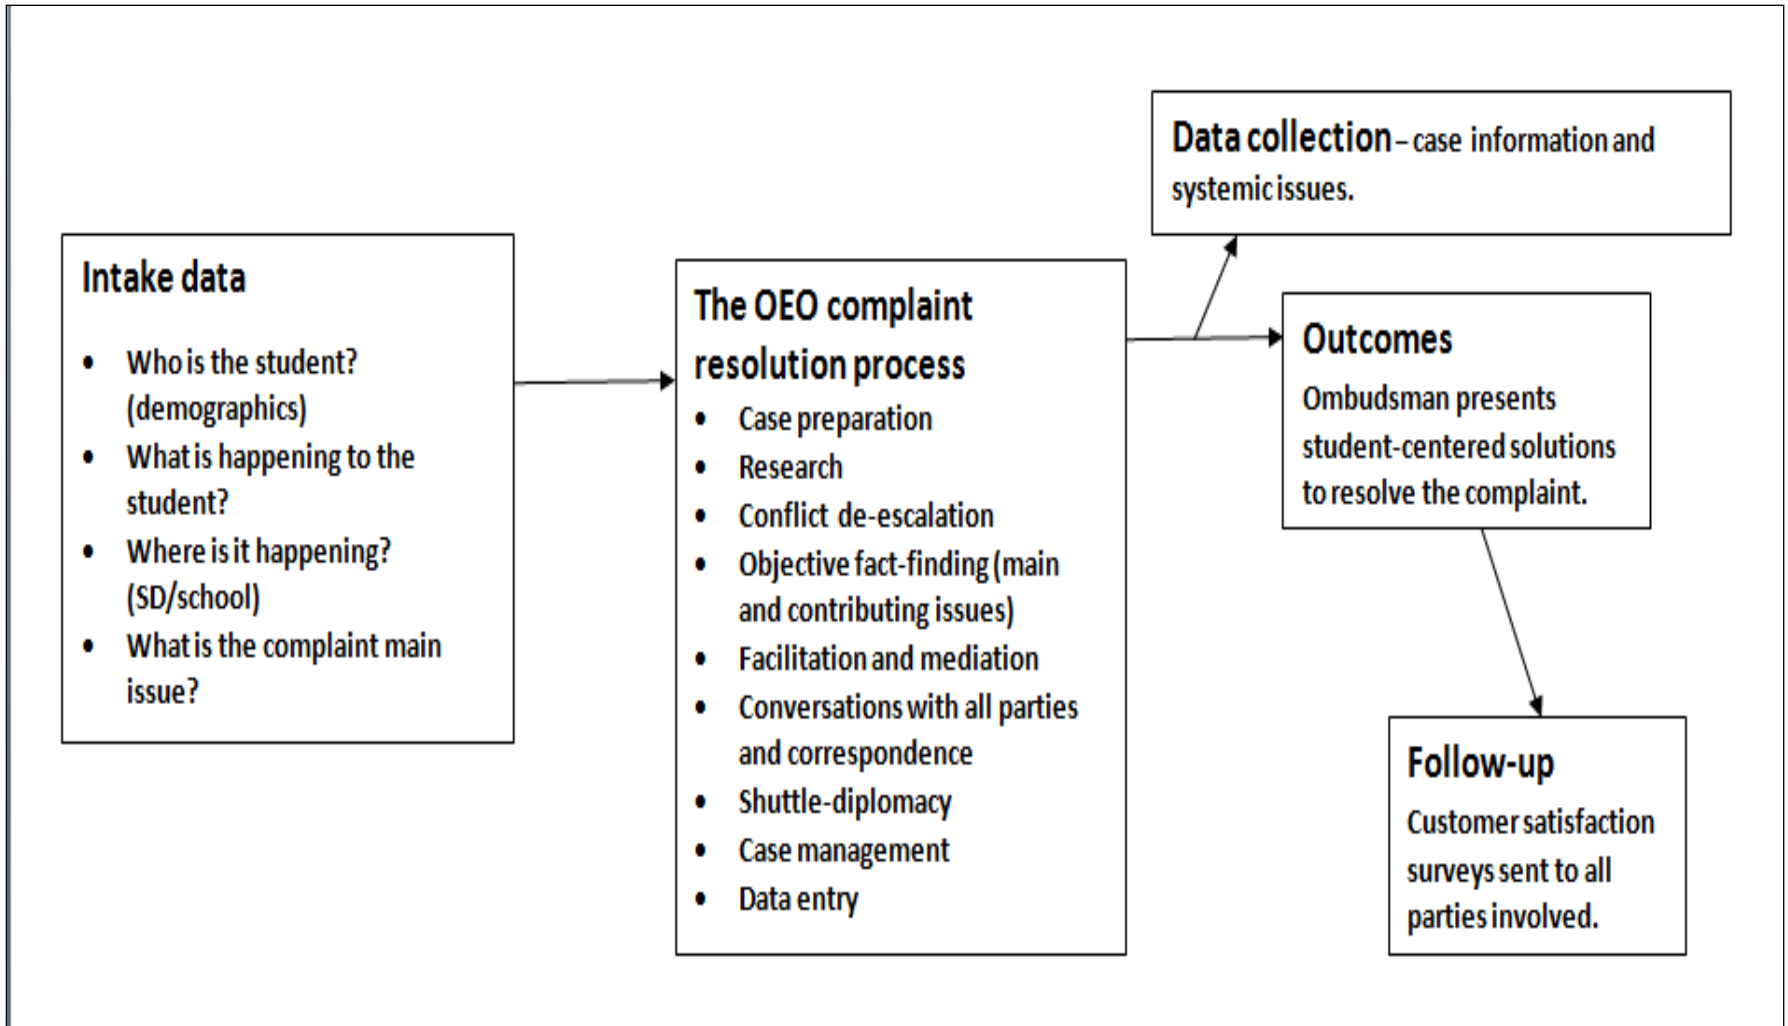 Intake data
• Who is the student?
(demographics)
• What is happening to the
student?
• Where is it happening?
(SD/school)
• What is the complaint main
issue?
The OEO complaint
resolution process
• Case preparation
• Research
• Conflict de-escalation
• Objective fact-finding (main
and contributing issues)
• Facilitation and mediation
• Conversations with all parties
and correspondence
• Shuttle-diplomacy
• Case management
• Data entry
Data collection – case information and
systemic issues.
Outcomes
Ombudsman presents
student-centered solutions
to resolve the complaint.
Follow-up
Customer satisfaction
surveys sent to all
parties involved.